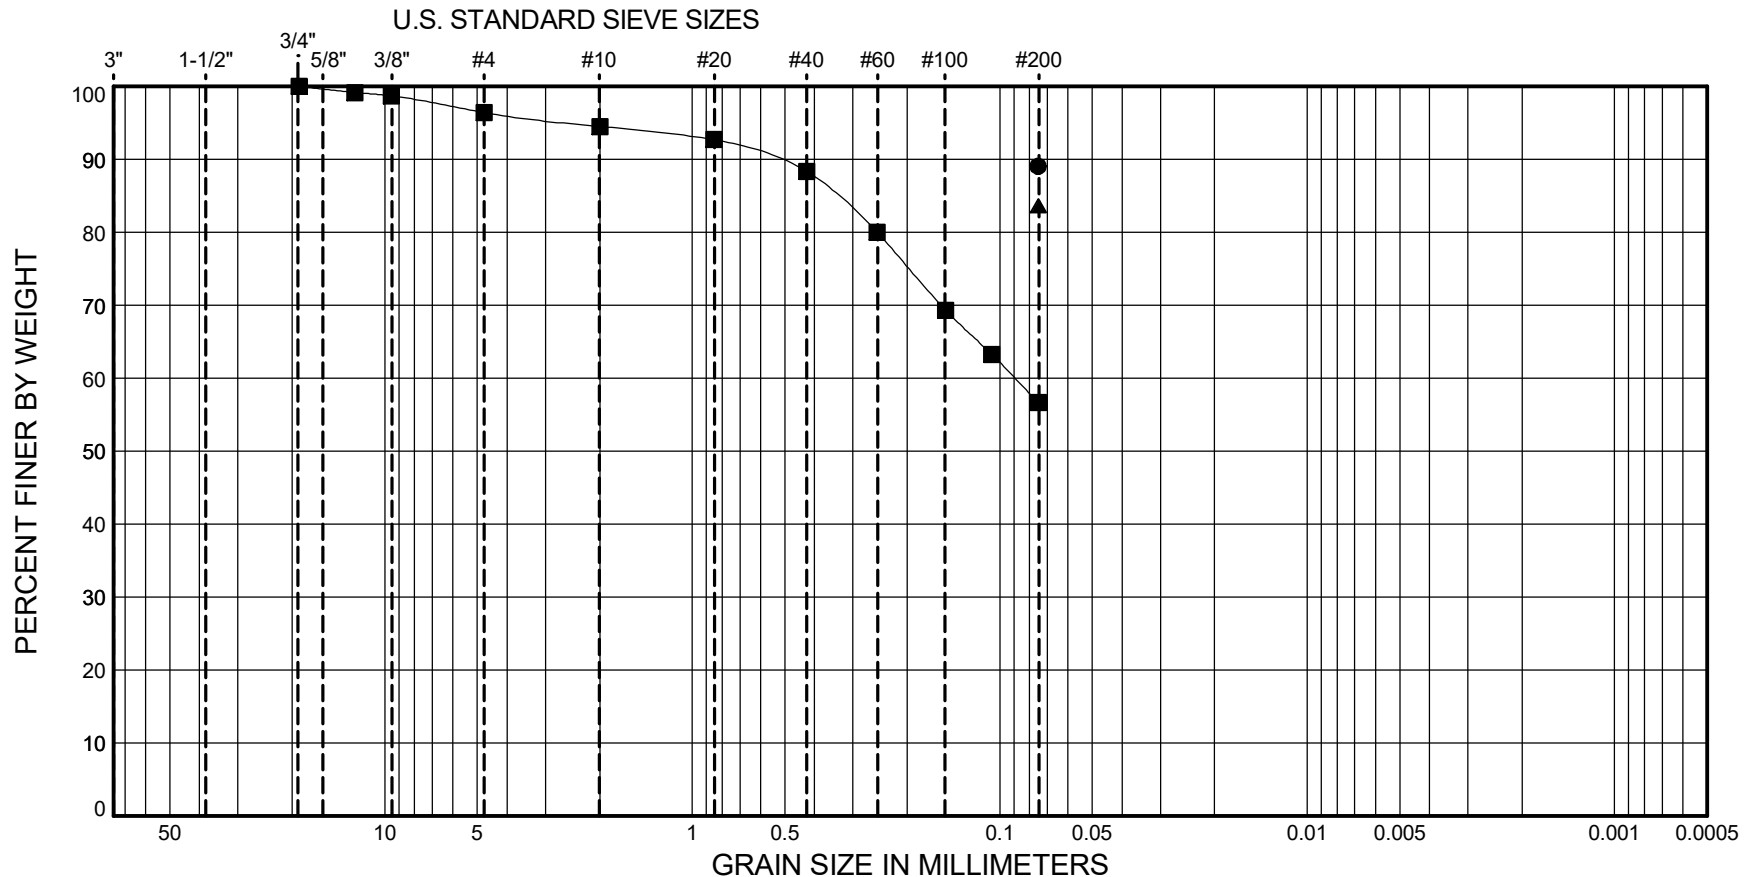 U.S. STANDARD SIEVE SIZES
3/4"
3" 1-1/2" 5/8" 3/8" #4 #10 #20 #40 #60 #100 #200
100
90
80
70
60
50
40
30
20
10
0
PERCENT FINER BY WEIGHT
50 10 5 1 0.5 0.1 0.05 0.01 0.005 0.001 0.0005
GRAIN SIZE IN MILLIMETERS